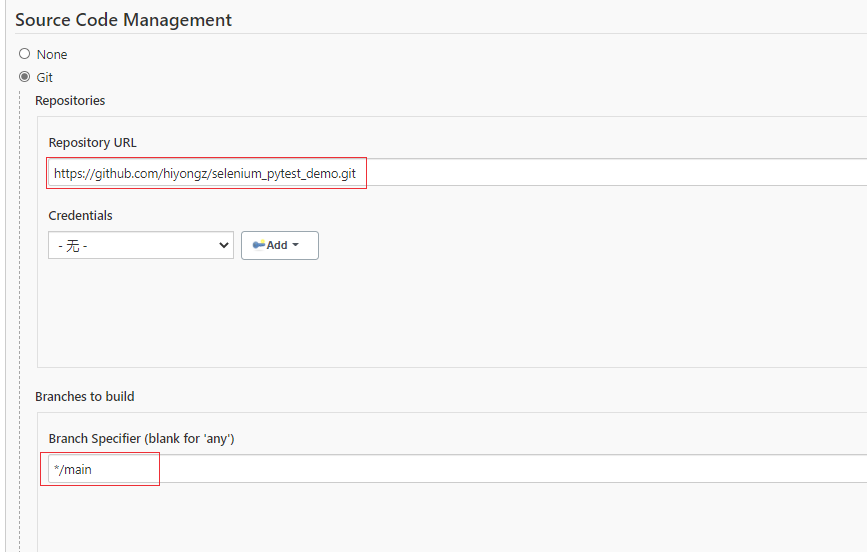 Source Code Management
None
Git
Repositories
Repository URL
https://github.com/hiyongz/selenium_pytest_demo.git
Credentials
- 无 -
Add
Branches to build
Branch Specifier (blank for 'any')
*/main